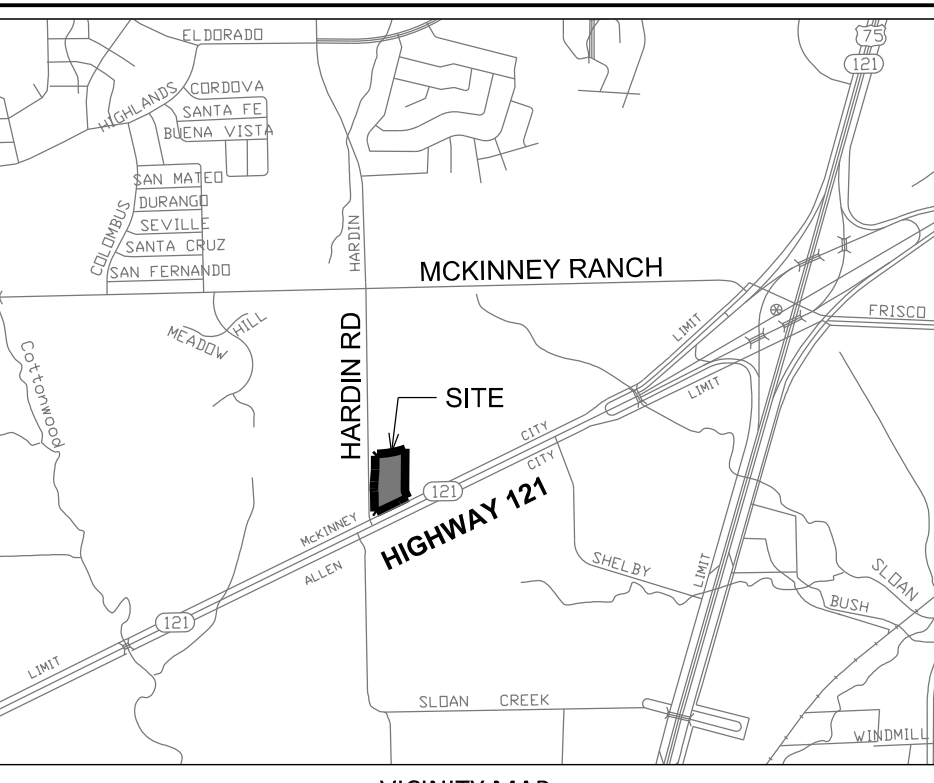 ELDORADO
75
121
HIGHLANDS
CORDOVA
SANTA FE
BUENA VISTA
SAN MATEO
DURANGO
COLUMBUS
SEVILLE
SANTA CRUZ
SAN FERNANDO
HARDIN
MCKINNEY RANCH
FRISCO
MEADOW HILL
LIMIT
LIMIT
Cottonwood
HARDIN RD
SITE
CITY
CITY
121
HIGHWAY 121
McKINNEY
ALLEN
SHELBY
LIMIT
SLOAN
BUSH
121
LIMIT
SLOAN CREEK
WINDMILL
VICINITY MAP